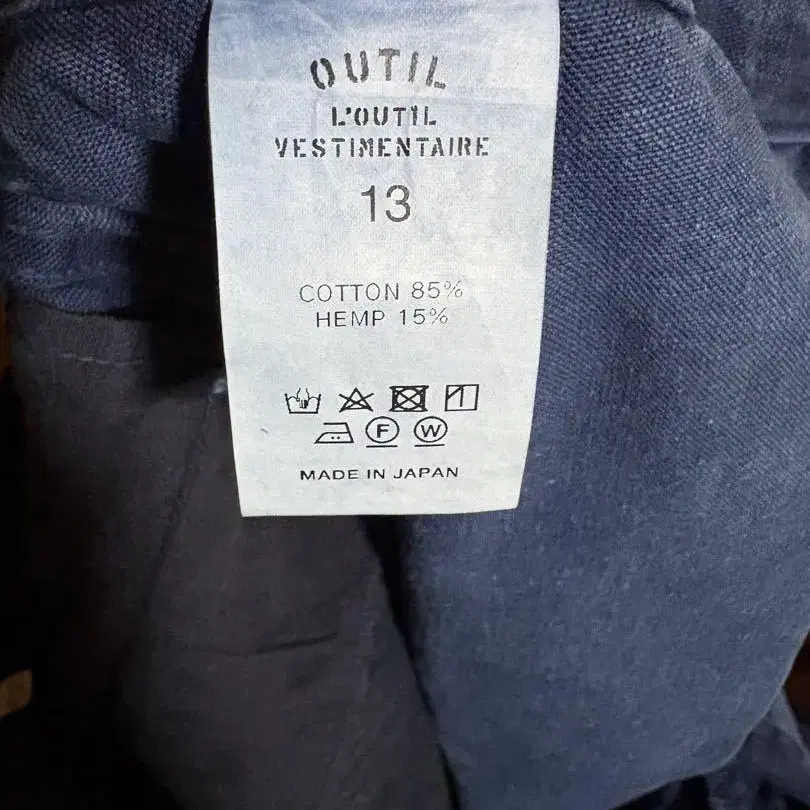 OUTIL
L'OUTIL
VESTIMENTAIRE
13
COTTON 85%
HEMP 15%
F W
MADE IN JAPAN